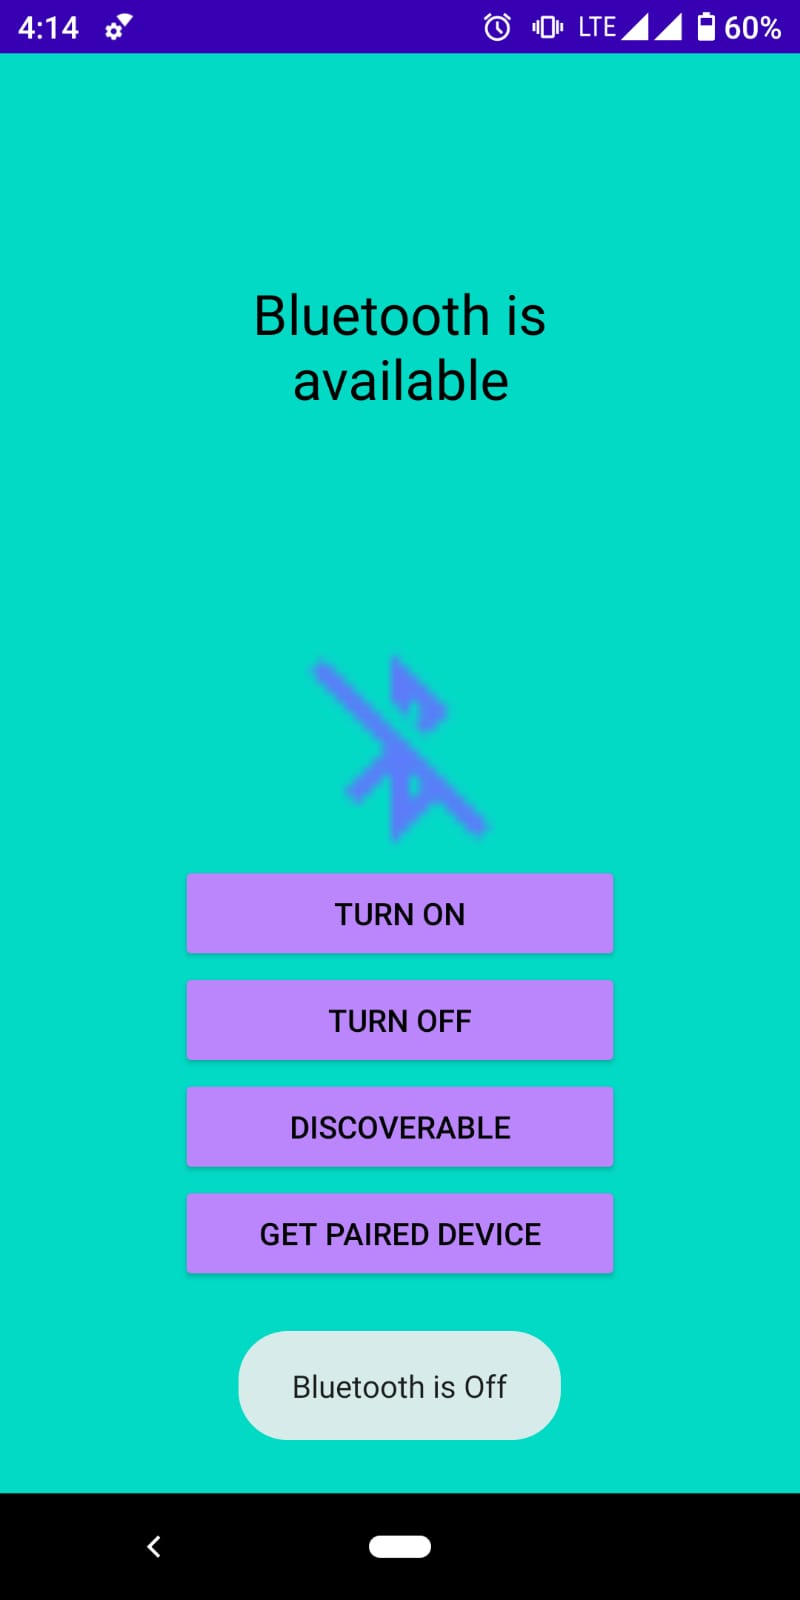 4:14 LTE 60%
Bluetooth is
available
TURN ON
TURN OFF
DISCOVERABLE
GET PAIRED DEVICE
Bluetooth is Off